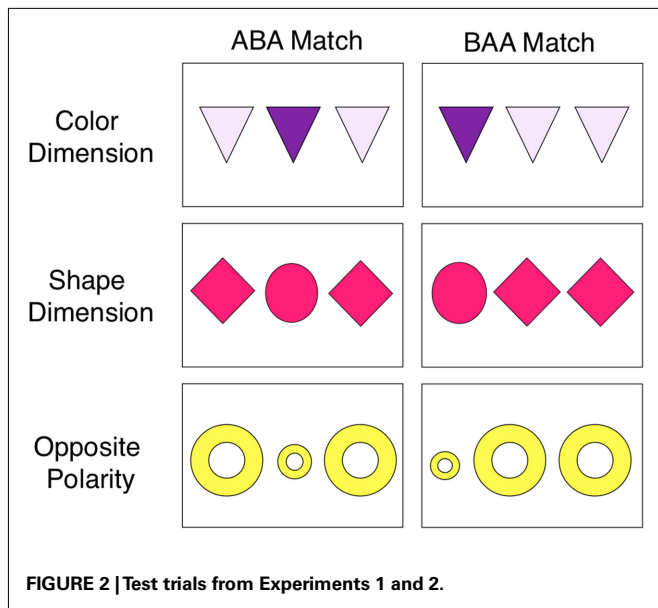 ABA Match
BAA Match
Color
Dimension
Shape
Dimension
Opposite
Polarity
FIGURE 2 | Test trials from Experiments 1 and 2.